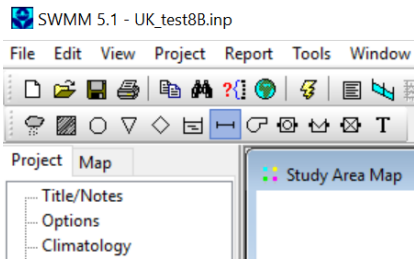 SWMM 5.1 - UK_test8B.inp
File Edit View Project Report Tools Window
T
Project Map
Study Area Map
Title/Notes
Options
Climatology